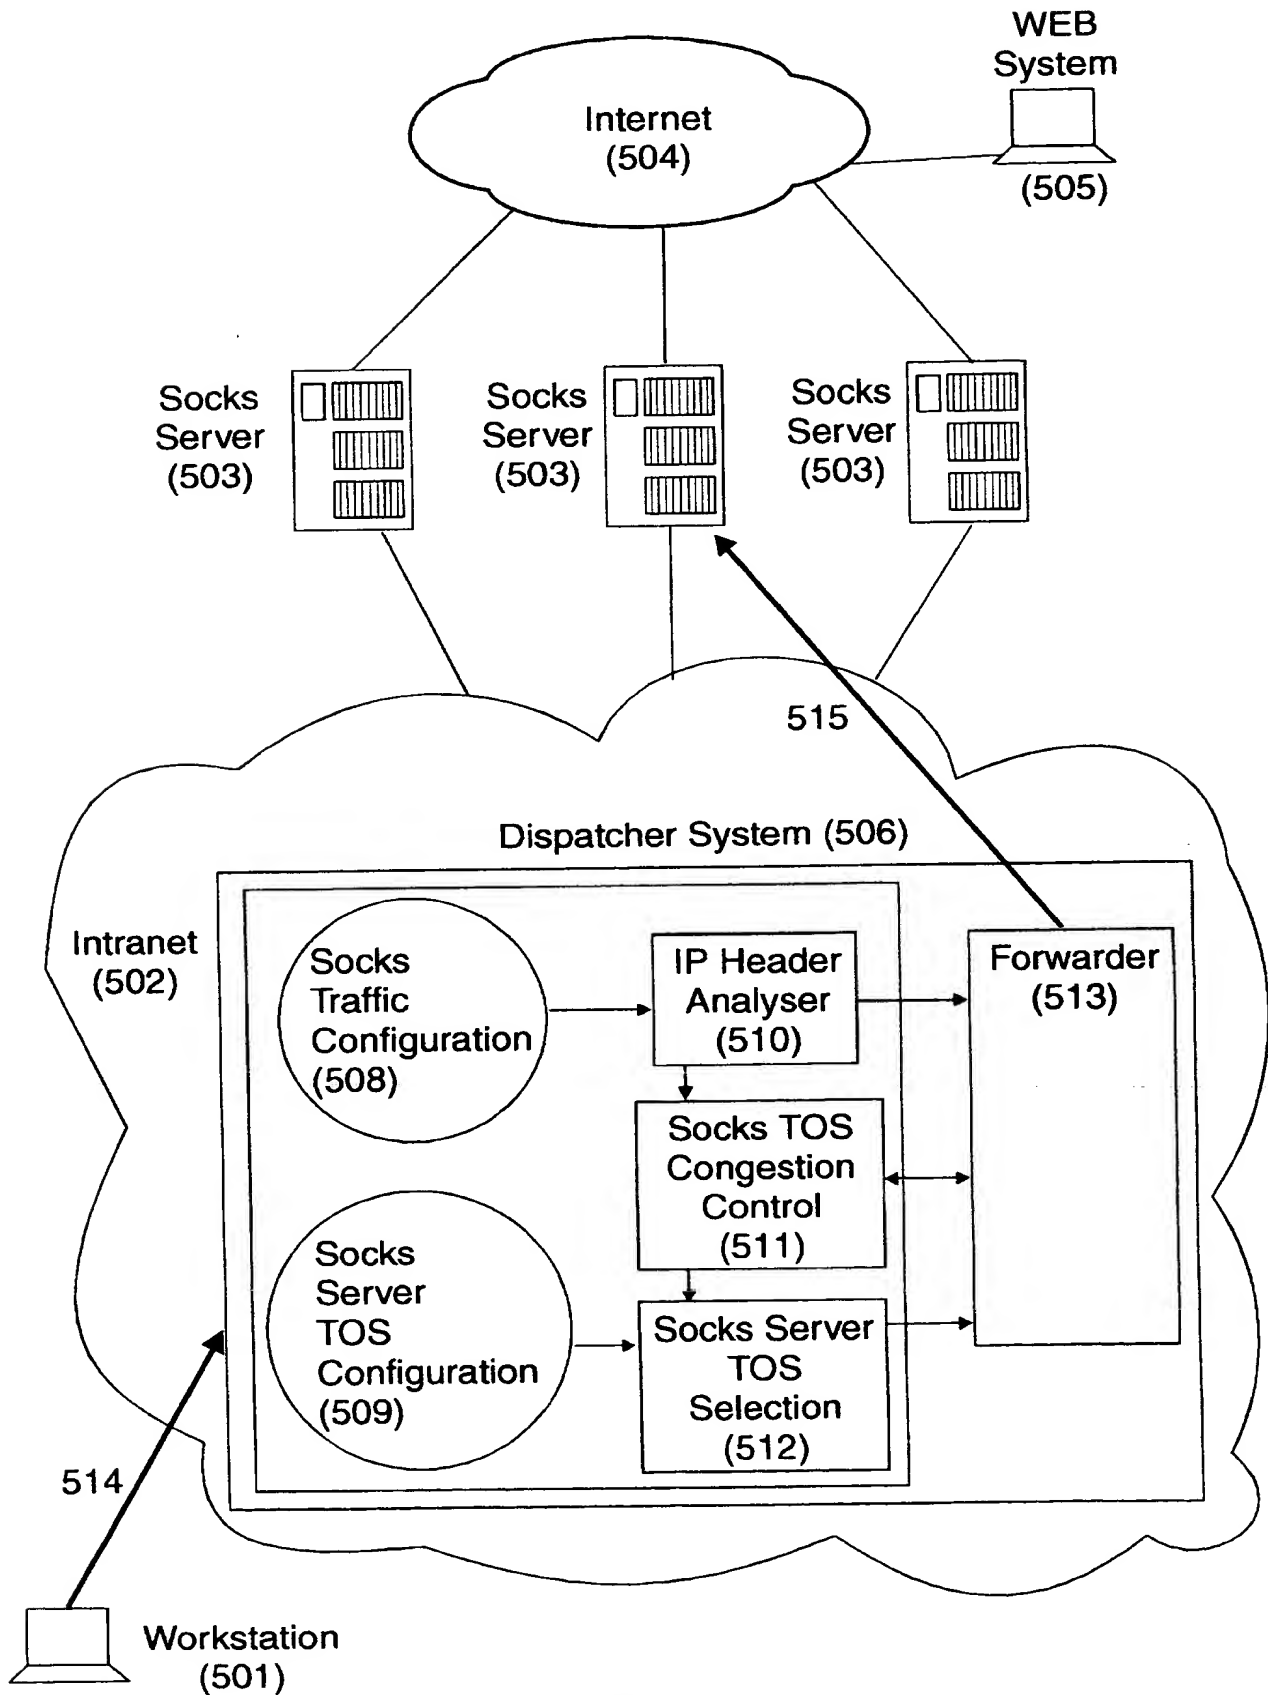 WEB
System
(505)
Internet
(504)
Socks
Server
(503)
Socks
Server
(503)
Socks
Server
(503)
515
Dispatcher System (506)
Intranet
(502)
Socks
Traffic
Configuration
(508)
IP Header
Analyser
(510)
Forwarder
(513)
Socks TOS
Congestion
Control
(511)
Socks
Server
TOS
Configuration
(509)
Socks Server
TOS
Selection
(512)
514
Workstation
(501)